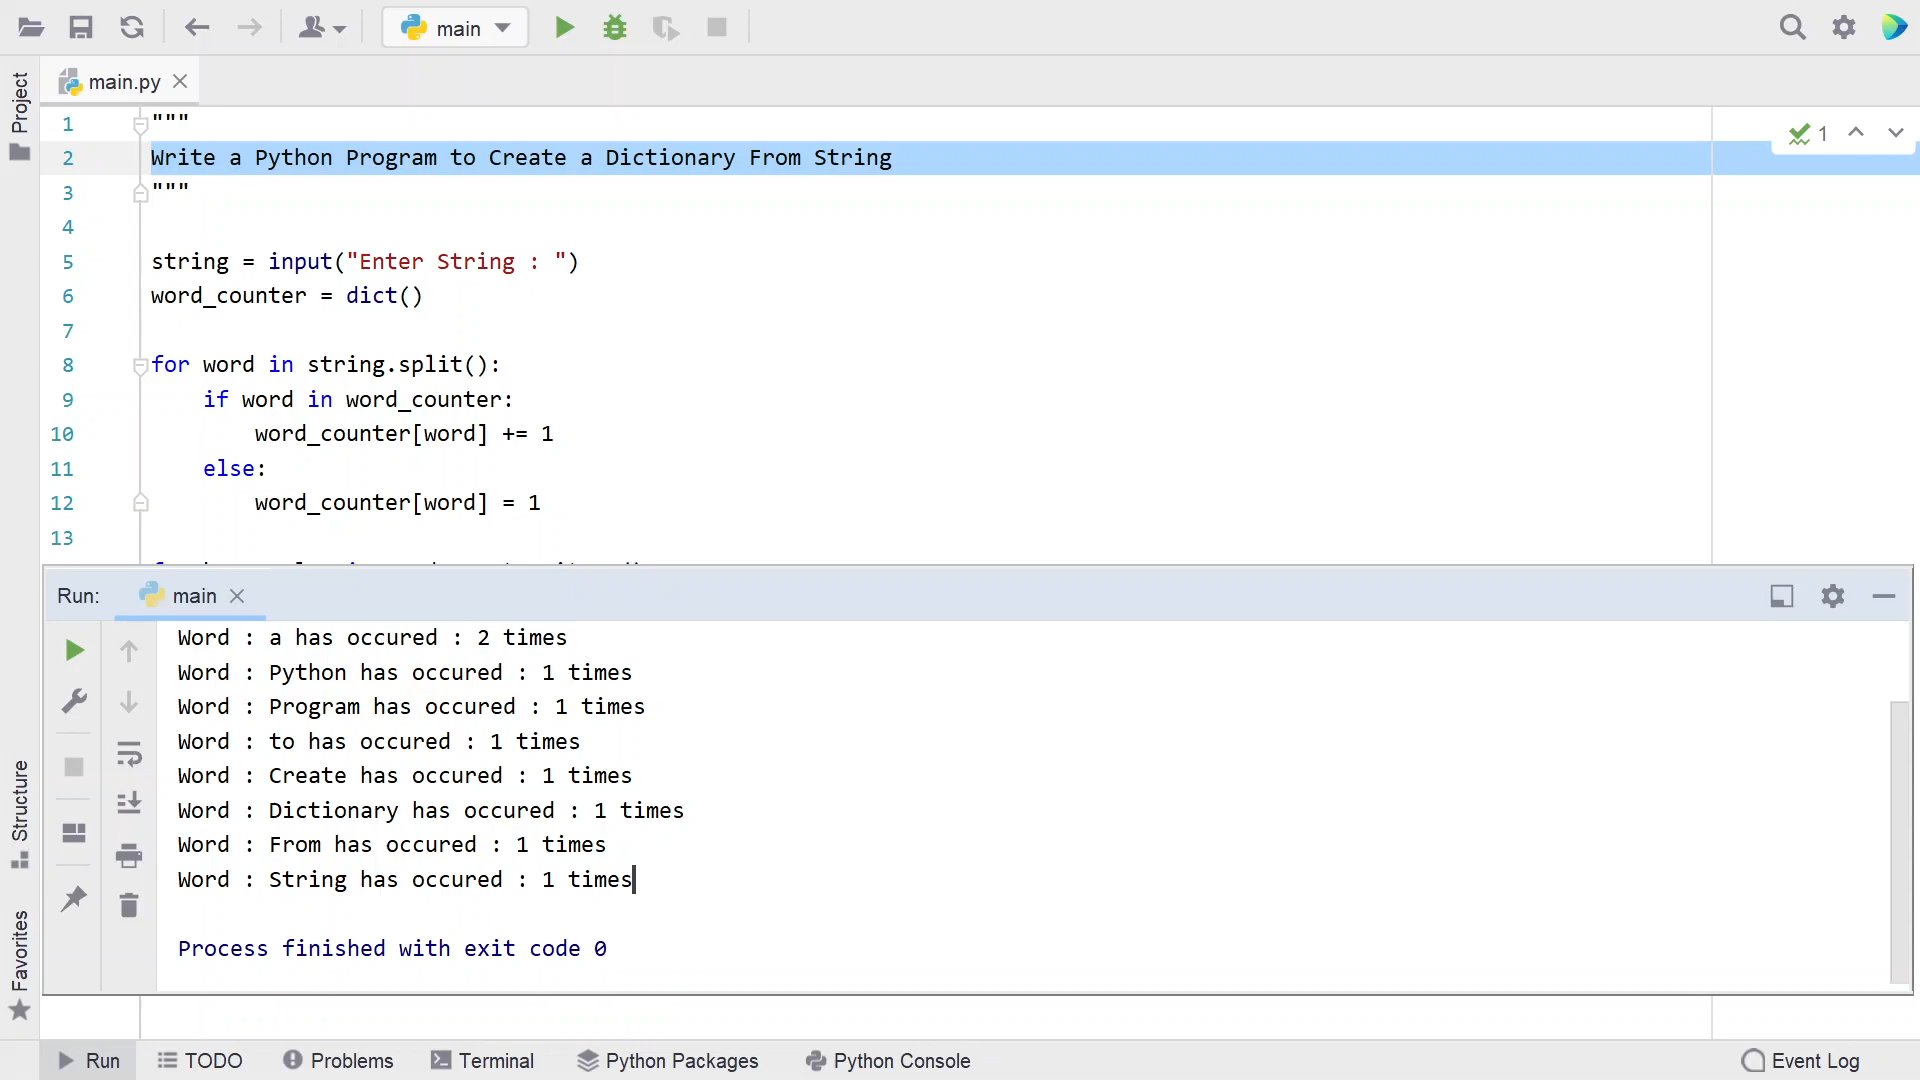 main
main.py
1
Project
1 """
2 Write a Python Program to Create a Dictionary From String
3 """
4
5 string = input("Enter String : ")
6 word_counter = dict()
7
8 for word in string.split():
9 if word in word_counter:
10 word_counter[word] += 1
11 else:
12 word_counter[word] = 1
13
Run: main
Word : a has occured : 2 times
Word : Python has occured : 1 times
Word : Program has occured : 1 times
Word : to has occured : 1 times
Word : Create has occured : 1 times
Word : Dictionary has occured : 1 times
Word : From has occured : 1 times
Word : String has occured : 1 times
Process finished with exit code 0
Structure
Favorites
Run TODO Problems Terminal Python Packages Python Console Event Log